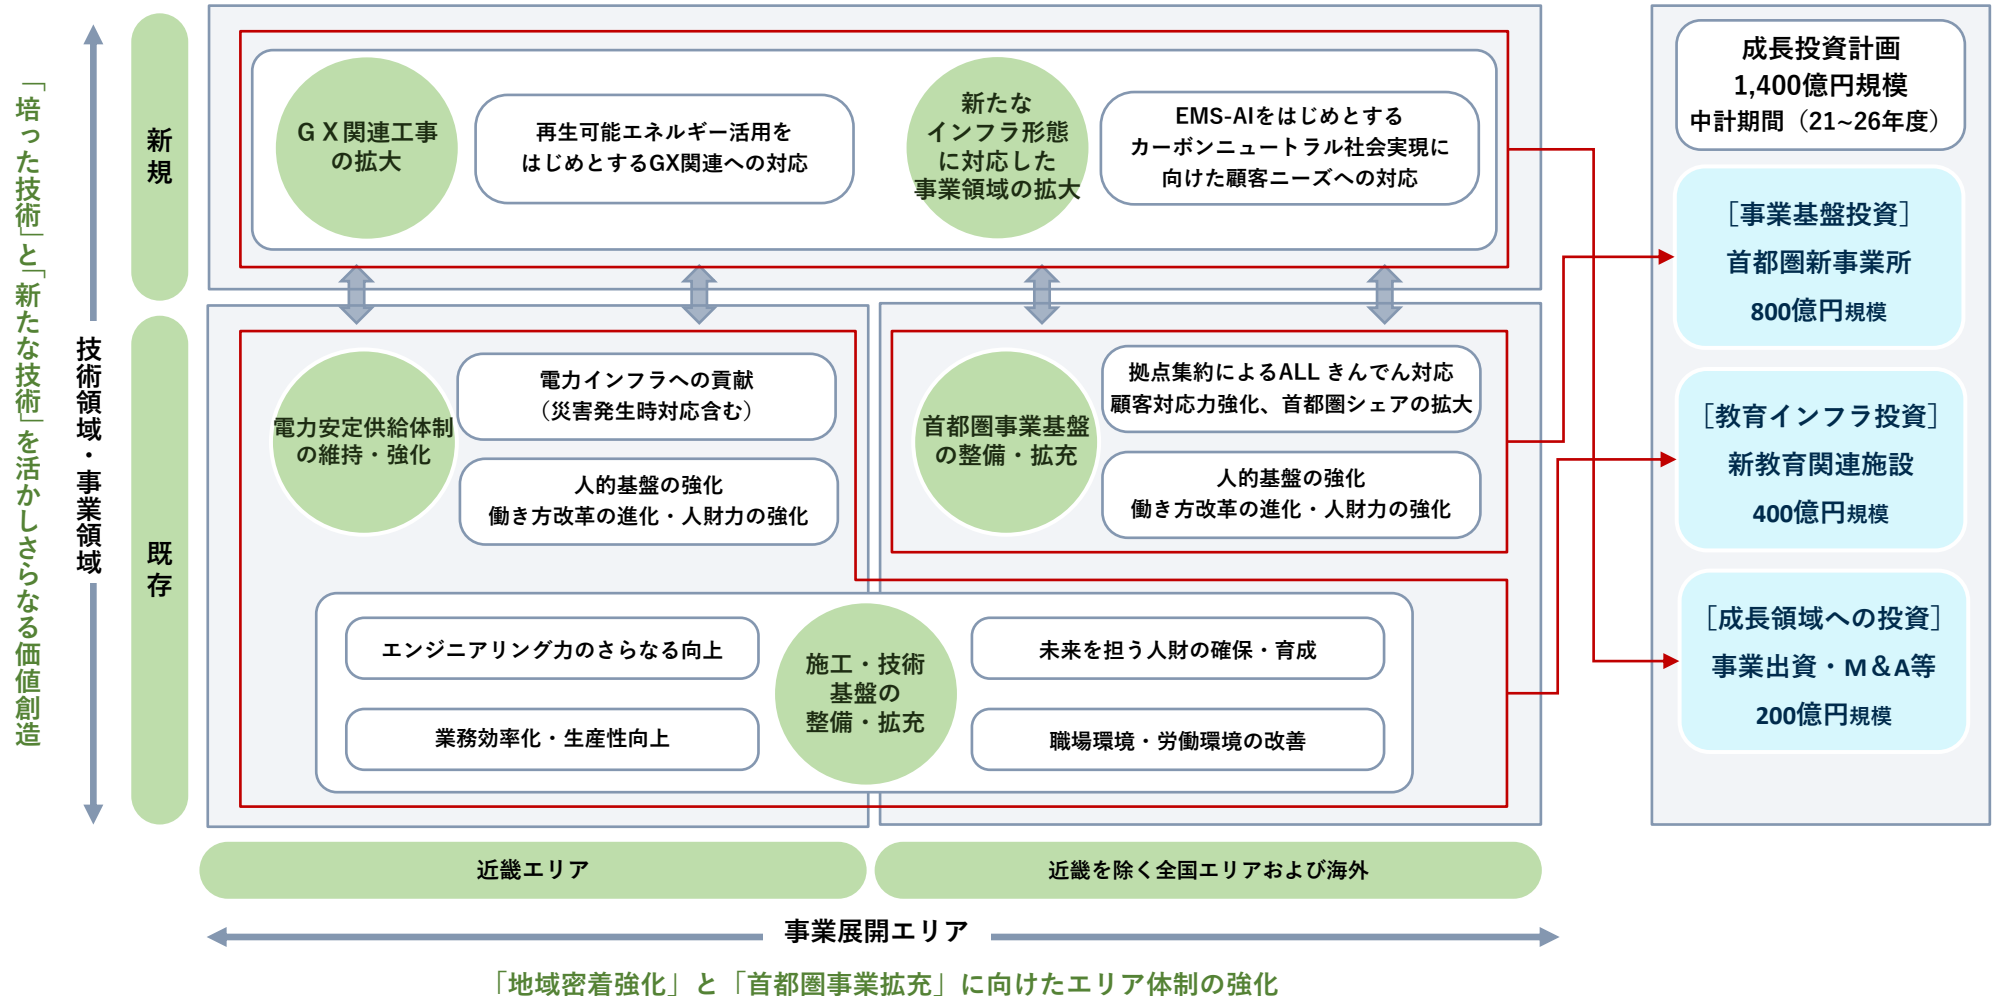 「培った技術」と「新たな技術」を活かしさらなる価値創造
技術領域・事業領域
新規
既存
GX関連工事
の拡大
再生可能エネルギー活用を
はじめとするGX関連への対応
新たな
インフラ形態
に対応した
事業領域の拡大
EMS-AIをはじめとする
カーボンニュートラル社会実現に
向けた顧客ニーズへの対応
電力安定供給体制
の維持・強化
電力インフラへの貢献
（災害発生時対応含む）
人的基盤の強化
働き方改革の進化・人財力の強化
首都圏事業基盤
の整備・拡充
拠点集約によるALL きんでん対応
顧客対応力強化、首都圏シェアの拡大
人的基盤の強化
働き方改革の進化・人財力の強化
エンジニアリング力のさらなる向上
業務効率化・生産性向上
施工・技術
基盤の
整備・拡充
未来を担う人財の確保・育成
職場環境・労働環境の改善
近畿エリア
近畿を除く全国エリアおよび海外
事業展開エリア
「地域密着強化」と「首都圏事業拡充」に向けたエリア体制の強化
成長投資計画
1,400億円規模
中計期間（21~26年度）
［事業基盤投資］
首都圏新事業所
800億円規模
［教育インフラ投資］
新教育関連施設
400億円規模
［成長領域への投資］
事業出資・M＆A等
200億円規模